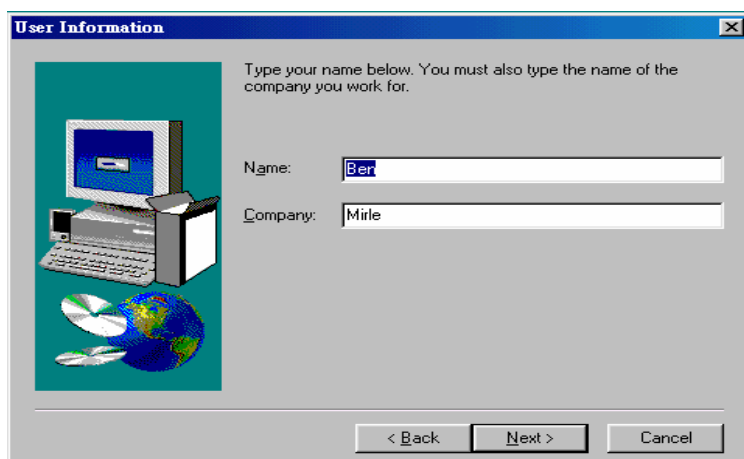 User Information
Type your name below. You must also type the name of the
company you work for.
Name: Ben
Company: Mirle
< Back Next > Cancel